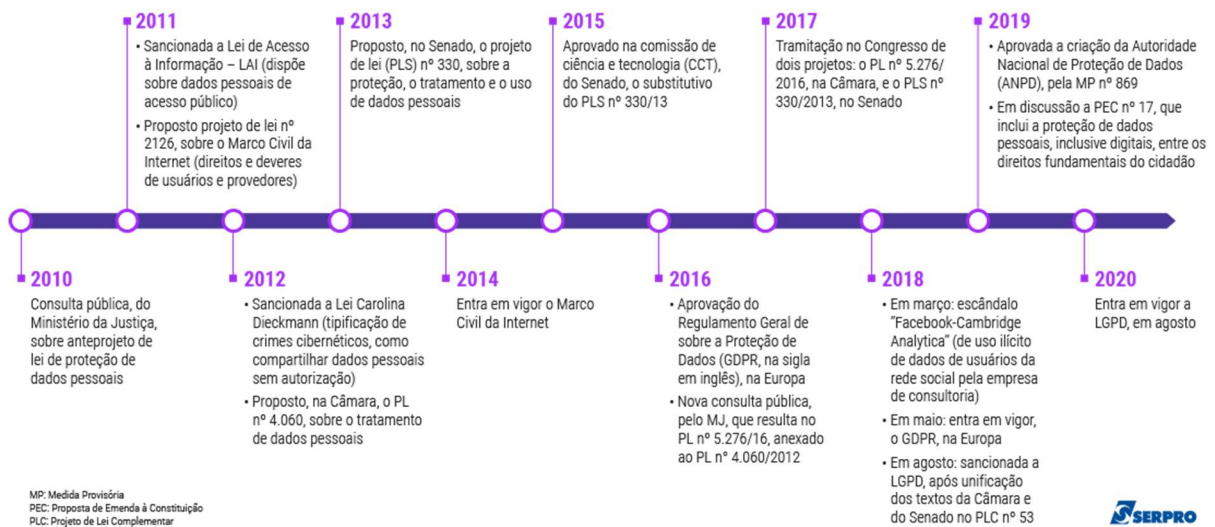 2011
• Sancionada a Lei de Acesso
à Informação – LAI (dispõe
sobre dados pessoais de
acesso público)
• Proposto projeto de lei nº
2126, sobre o Marco Civil da
Internet (direitos e deveres
de usuários e provedores)
2013
Proposto, no Senado, o projeto
de lei (PLS) nº 330, sobre a
proteção, o tratamento e o uso
de dados pessoais
2015
Aprovado na comissão de
ciência e tecnologia (CCT),
do Senado, o substitutivo
do PLS nº 330/13
2017
Tramitação no Congresso de
dois projetos: o PL nº 5.276/
2016, na Câmara, e o PLS nº
330/2013, no Senado
2019
• Aprovada a criação da Autoridade
Nacional de Proteção de Dados
(ANPD), pela MP nº 869
• Em discussão a PEC nº 17, que
inclui a proteção de dados
pessoais, inclusive digitais, entre os
direitos fundamentais do cidadão
2010
Consulta pública, do
Ministério da Justiça,
sobre anteprojeto de
lei de proteção de
dados pessoais
2012
• Sancionada a Lei Carolina
Dieckmann (tipificação de
crimes cibernéticos, como
compartilhar dados pessoais
sem autorização)
• Proposto, na Câmara, o PL
nº 4.060, sobre o tratamento
de dados pessoais
2014
Entra em vigor o Marco
Civil da Internet
2016
• Aprovação do
Regulamento Geral de
sobre a Proteção de
Dados (GDPR, na sigla
em inglês), na Europa
• Nova consulta pública,
pelo MJ, que resulta no
PL nº 5.276/16, anexado
ao PL nº 4.060/2012
2018
• Em março: escândalo
"Facebook-Cambridge
Analytica" (de uso ilícito
de dados de usuários da
rede social pela empresa
de consultoria)
• Em maio: entra em vigor,
o GDPR, na Europa
• Em agosto: sancionada a
LGPD, após unificação
dos textos da Câmara e
do Senado no PLC nº 53
2020
Entra em vigor a
LGPD, em agosto
MP: Medida Provisória
PEC: Proposta de Emenda à Constituição
PLC: Projeto de Lei Complementar
SERPRO